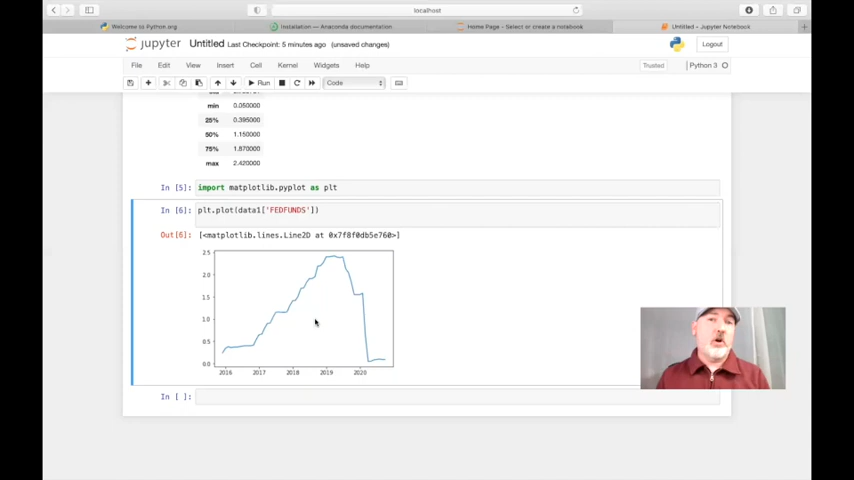 localhost
Welcome to Python.org
Installation — Anaconda documentation
Home Page - Select or create a notebook
Untitled - Jupyter Notebook
jupyter Untitled Last Checkpoint: 5 minutes ago (unsaved changes)
Logout
File Edit View Insert Cell Kernel Widgets Help
Trusted
Python 3
Run
Code
min 0.050000
25% 0.395000
50% 1.150000
75% 1.870000
max 2.420000
In [5]: import matplotlib.pyplot as plt
In [6]: plt.plot(data1['FEDFUNDS'])
Out[6]: [<matplotlib.lines.Line2D at 0x7f8f0db5e760>]
2.5
2.0
1.5
1.0
0.5
0.0
2016 2017 2018 2019 2020
In [ ]: